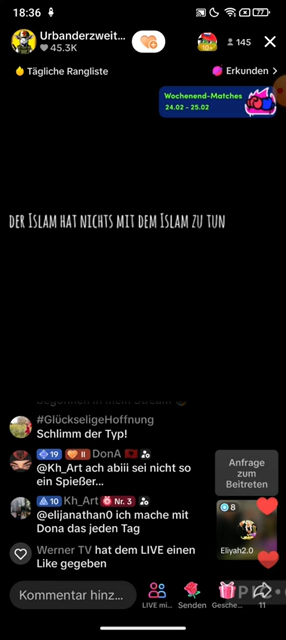 18:36
77
Urbanderzweit...
45.3K
145
Tägliche Rangliste
Erkunden
Wochenend-Matches
24.02 - 25.02
der Islam hat nichts mit dem Islam zu tun
#GlückseligeHoffnung
Schlimm der Typ!
19 II DonA
@Kh_Art ach abiii sei nicht so
ein Spießer...
10 Kh_Art Nr. 3
@elijanathan0 ich mache mit
Dona das jeden Tag
Werner TV hat dem LIVE einen
Like gegeben
Anfrage
zum
Beitreten
8
Eliyah2.0
Kommentar hinz...
LIVE mi...
Senden
Gesche...
11